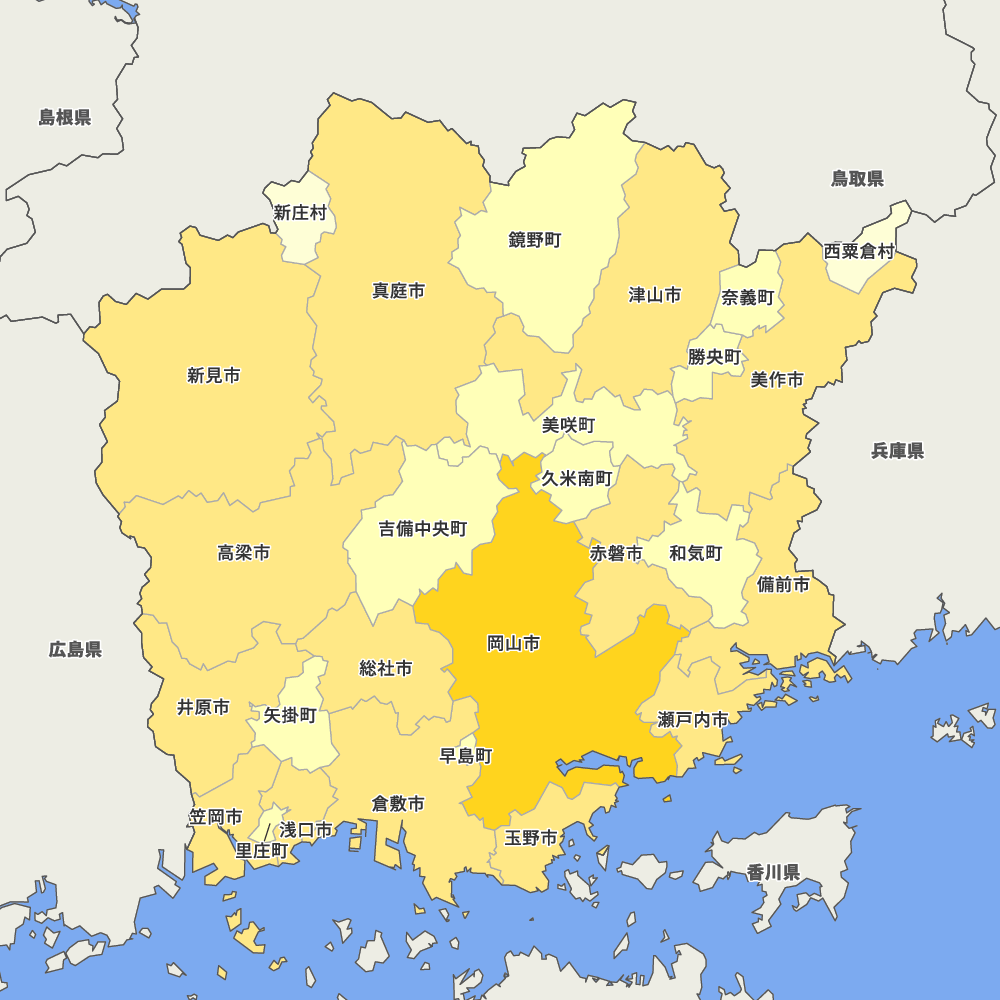 島根県
鳥取県
新庄村
鏡野町
西粟倉村
真庭市
津山市
奈義町
勝央町
新見市
美作市
美咲町
兵庫県
久米南町
吉備中央町
高梁市
赤磐市
和気町
備前市
岡山市
広島県
総社市
井原市
矢掛町
瀬戸内市
早島町
倉敷市
笠岡市
浅口市
玉野市
里庄町
香川県